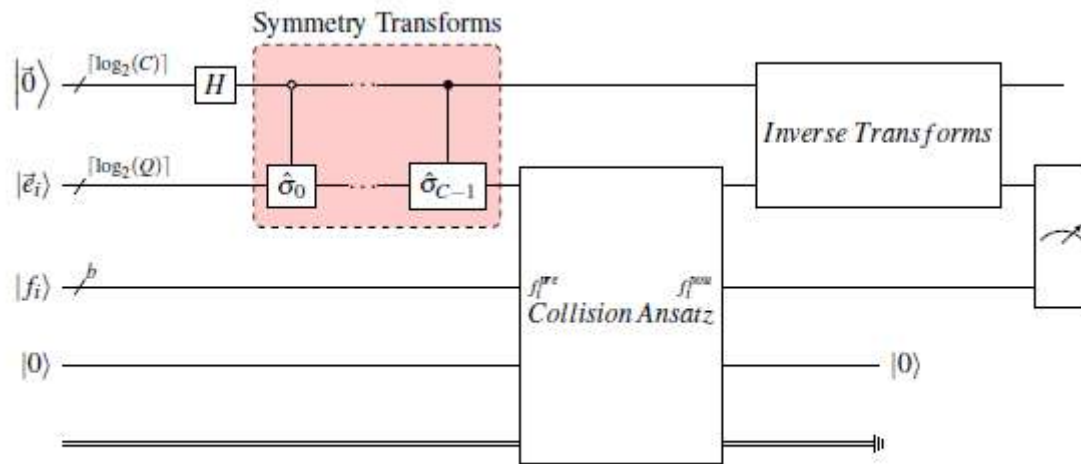 Symmetry Transforms
|0⃗⟩ ⌈log₂(C)⌉ H
Inverse Transforms
|e⃗ᵢ⟩ ⌈log₂(Q)⌉ σ̂₀ ··· σ̂_{C−1}
|fᵢ⟩ b
Collision Ansatz
|0⟩ |0⟩